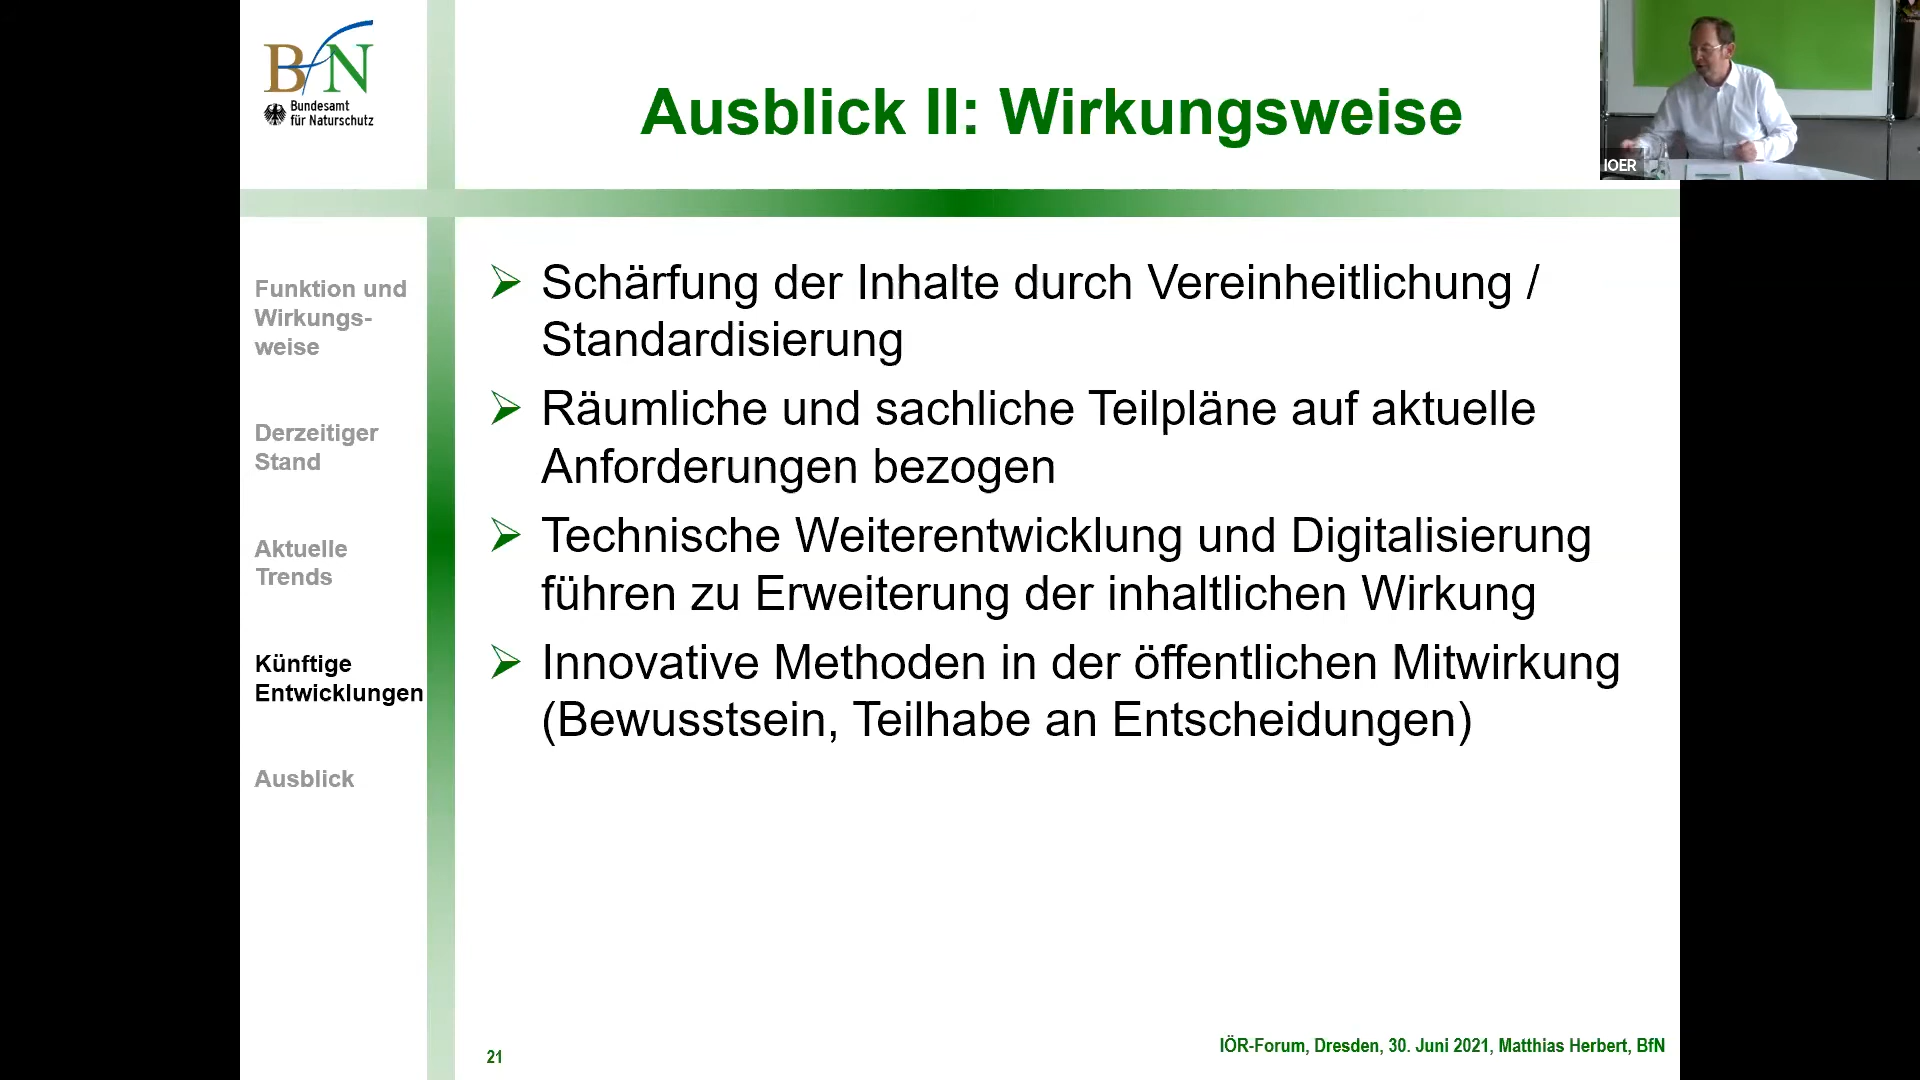 BfN
Bundesamt
für Naturschutz
Ausblick II: Wirkungsweise
IOER
Funktion und
Wirkungs-
weise
Derzeitiger
Stand
Aktuelle
Trends
Künftige
Entwicklungen
Ausblick
Schärfung der Inhalte durch Vereinheitlichung /
Standardisierung
Räumliche und sachliche Teilpläne auf aktuelle
Anforderungen bezogen
Technische Weiterentwicklung und Digitalisierung
führen zu Erweiterung der inhaltlichen Wirkung
Innovative Methoden in der öffentlichen Mitwirkung
(Bewusstsein, Teilhabe an Entscheidungen)
21
IÖR-Forum, Dresden, 30. Juni 2021, Matthias Herbert, BfN